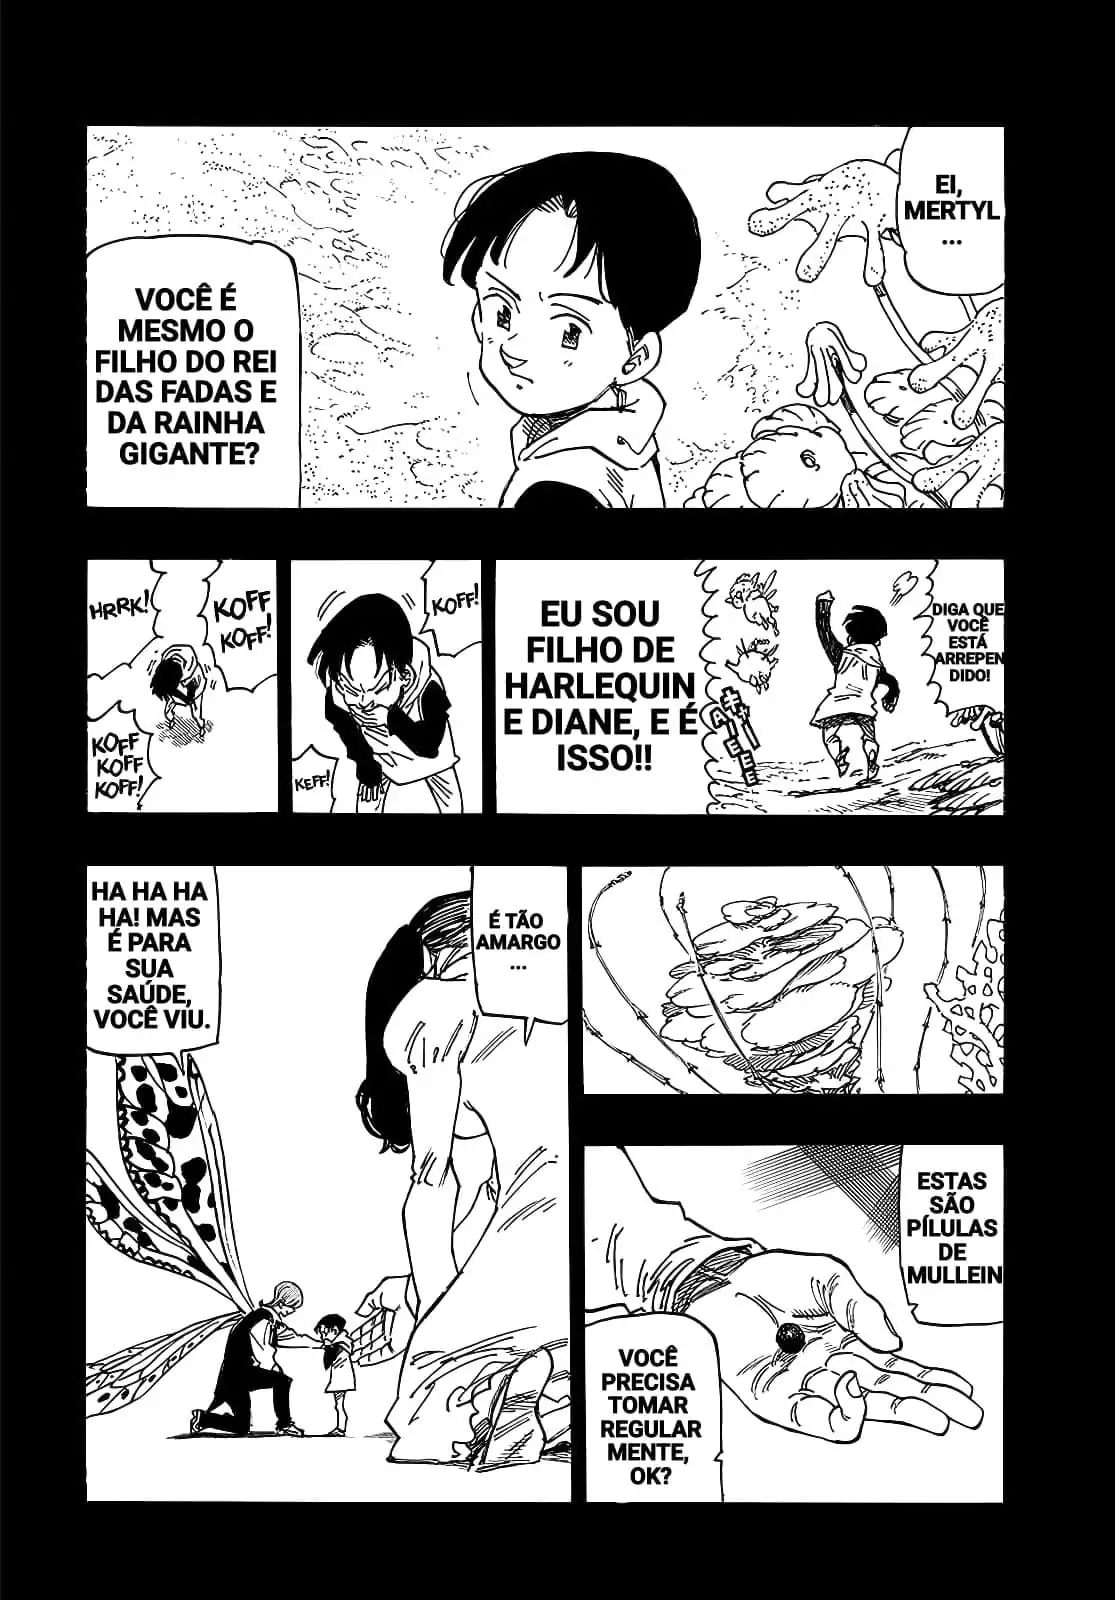 EI,
MERTYL
...
VOCÊ É
MESMO O
FILHO DO REI
DAS FADAS E
DA RAINHA
GIGANTE?
DIGA QUE
VOCÊ
ESTÁ
ARREPEN
DIDO!
EU SOU
FILHO DE
HARLEQUIN
E DIANE, E É
ISSO!!
KOFF!
KEFF!
KOFF
KOFF!
HRRK!
KOFF
KOFF
KOFF!
ESTAS
SÃO
PÍLULAS
DE
MULLEIN
VOCÊ
PRECISA
TOMAR
REGULAR
MENTE,
OK?
É TÃO
AMARGO
...
HA HA HA
HA! MAS
É PARA
SUA
SAÚDE,
VOCÊ VIU.